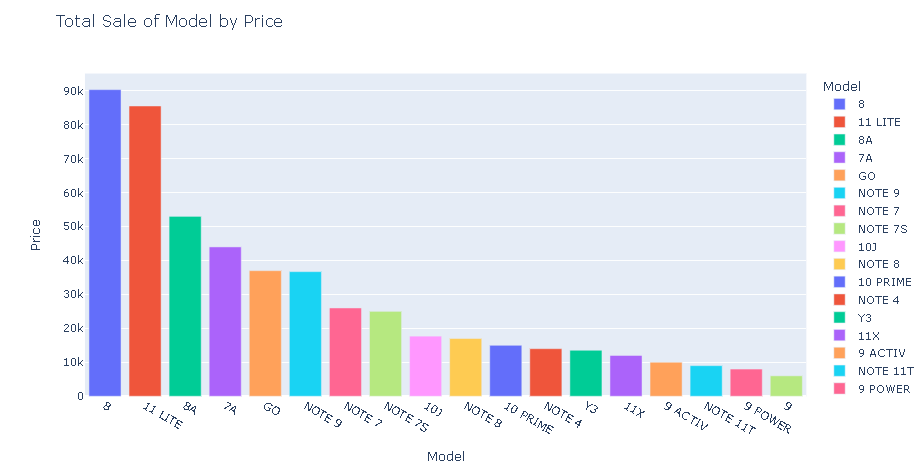 Total Sale of Model by Price
Price
90k
80k
70k
60k
50k
40k
30k
20k
10k
0
8
11 LITE
8A
7A
GO
NOTE 9
NOTE 7
NOTE 7S
10J
NOTE 8
10 PRIME
NOTE 4
Y3
11X
9 ACTIV
NOTE 11T
9 POWER
9
Model
Model
8
11 LITE
8A
7A
GO
NOTE 9
NOTE 7
NOTE 7S
10J
NOTE 8
10 PRIME
NOTE 4
Y3
11X
9 ACTIV
NOTE 11T
9 POWER